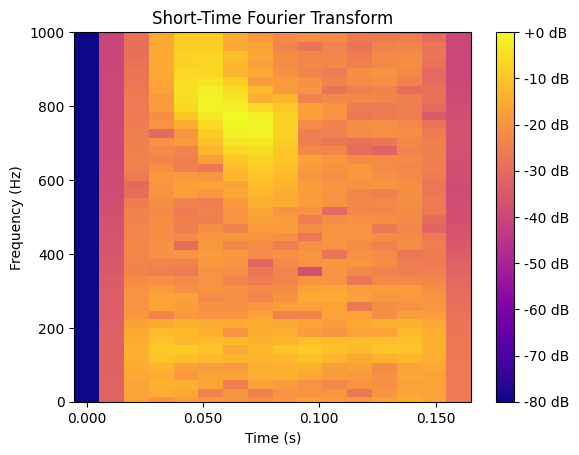 Short-Time Fourier Transform
1000
800
600
400
200
0
Frequency (Hz)
0.000
0.050
0.100
0.150
Time (s)
+0 dB
-10 dB
-20 dB
-30 dB
-40 dB
-50 dB
-60 dB
-70 dB
-80 dB